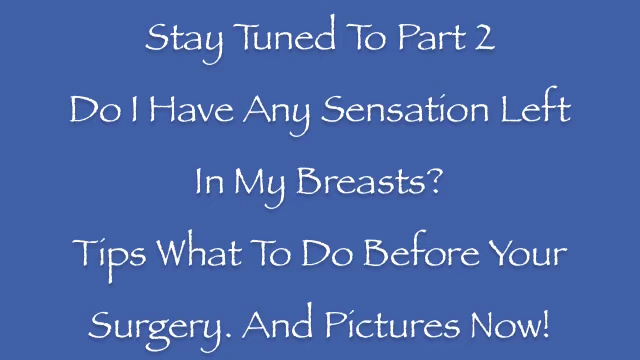 Stay Tuned To Part 2
Do I Have Any Sensation Left
In My Breasts?
Tips What To Do Before Your
Surgery. And Pictures Now!